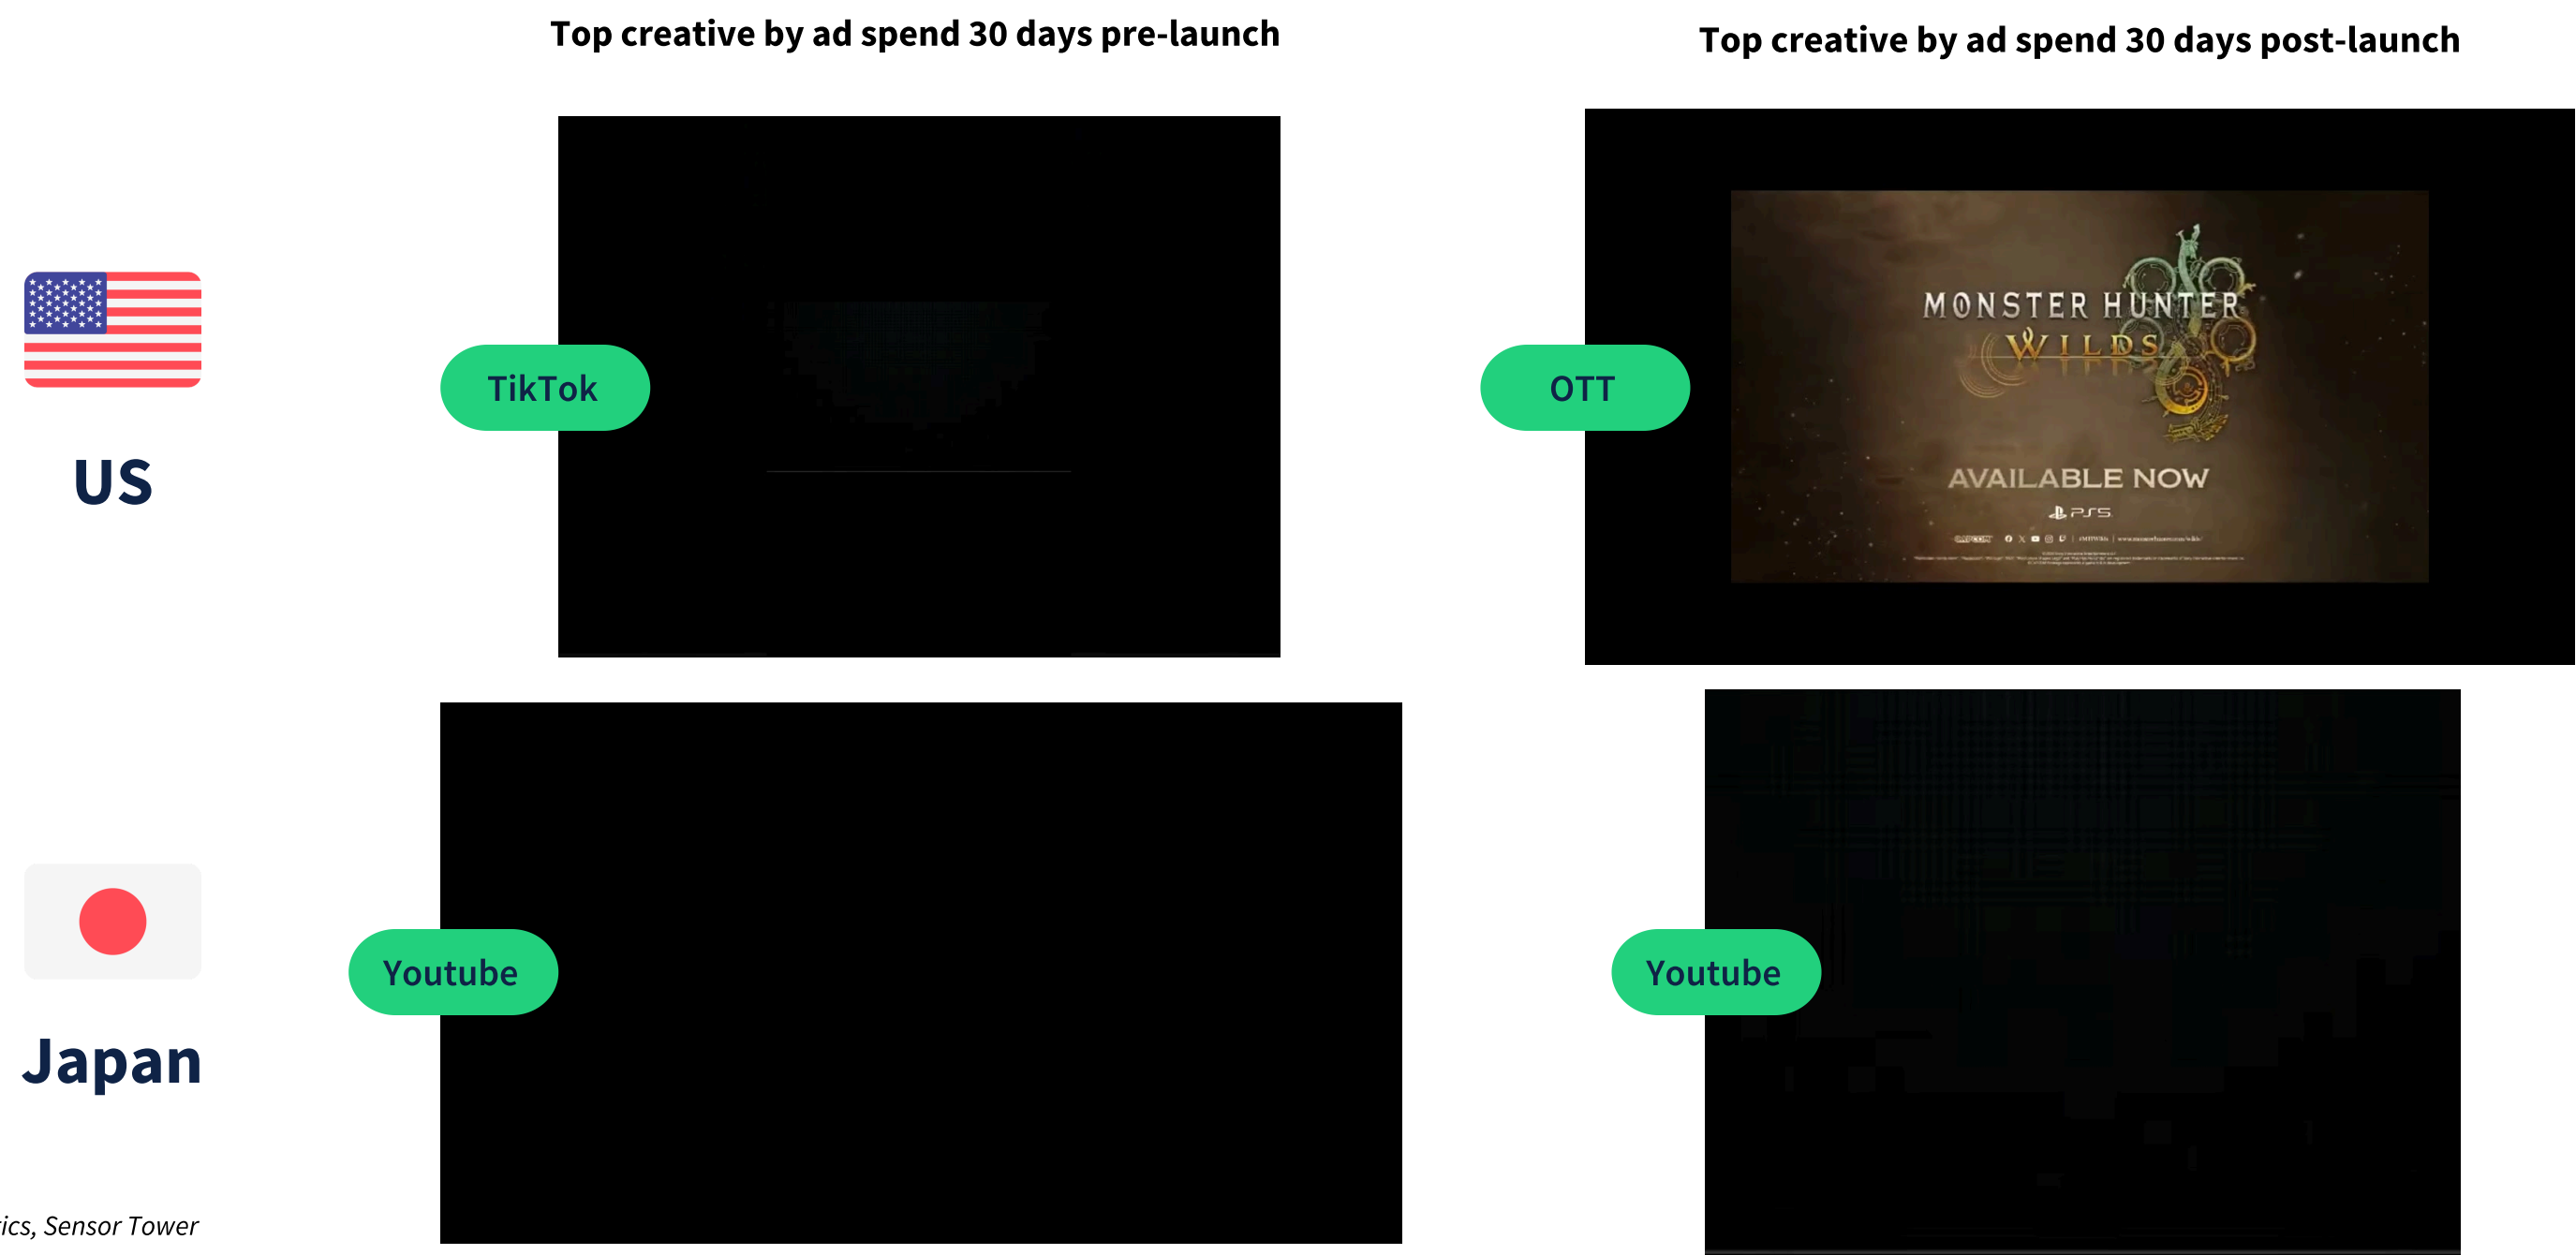 Top creative by ad spend 30 days pre-launch
Top creative by ad spend 30 days post-launch
TikTok
OTT
MONSTER HUNTER
WILDS
AVAILABLE NOW
PS5
CAPCOM
US
Youtube
Youtube
Japan
ics, Sensor Tower